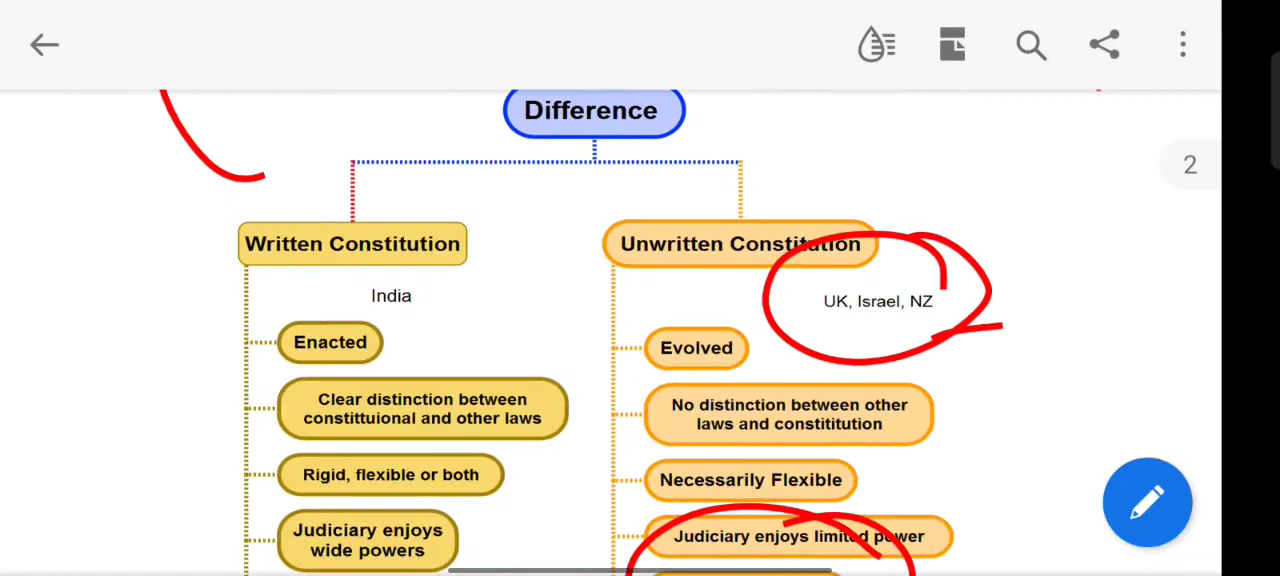 Difference
2
Written Constitution
India
Enacted
Clear distinction between
constittuional and other laws
Rigid, flexible or both
Judiciary enjoys
wide powers
Unwritten Constitution
UK, Israel, NZ
Evolved
No distinction between other
laws and constititution
Necessarily Flexible
Judiciary enjoys limited power